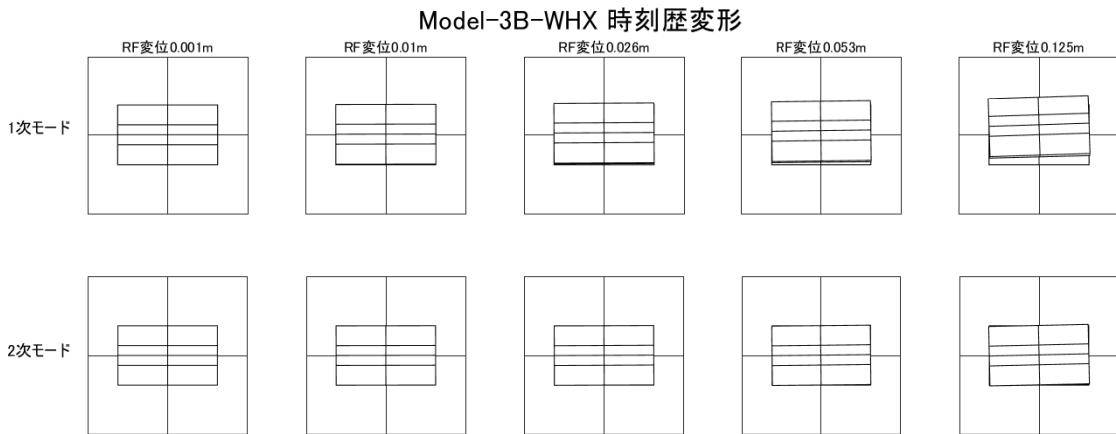 Model-3B-WHX 時刻歴変形
RF変位0.001m
RF変位0.01m
RF変位0.026m
RF変位0.053m
RF変位0.125m
1次モード
2次モード